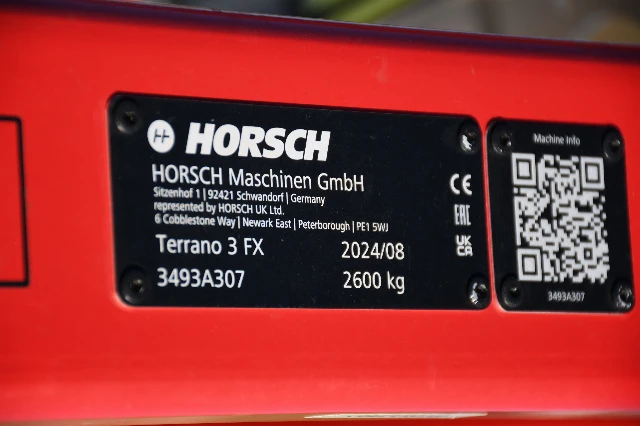 HORSCH
HORSCH Maschinen GmbH
Sitzenhof 1 | 92421 Schwandorf | Germany
represented by HORSCH UK Ltd.
6 Cobblestone Way | Newark East | Peterborough | PE1 5WJ
Terrano 3 FX 2024/08
3493A307 2600 kg
CE
EAC
UK
CA
Machine Info
3493A307